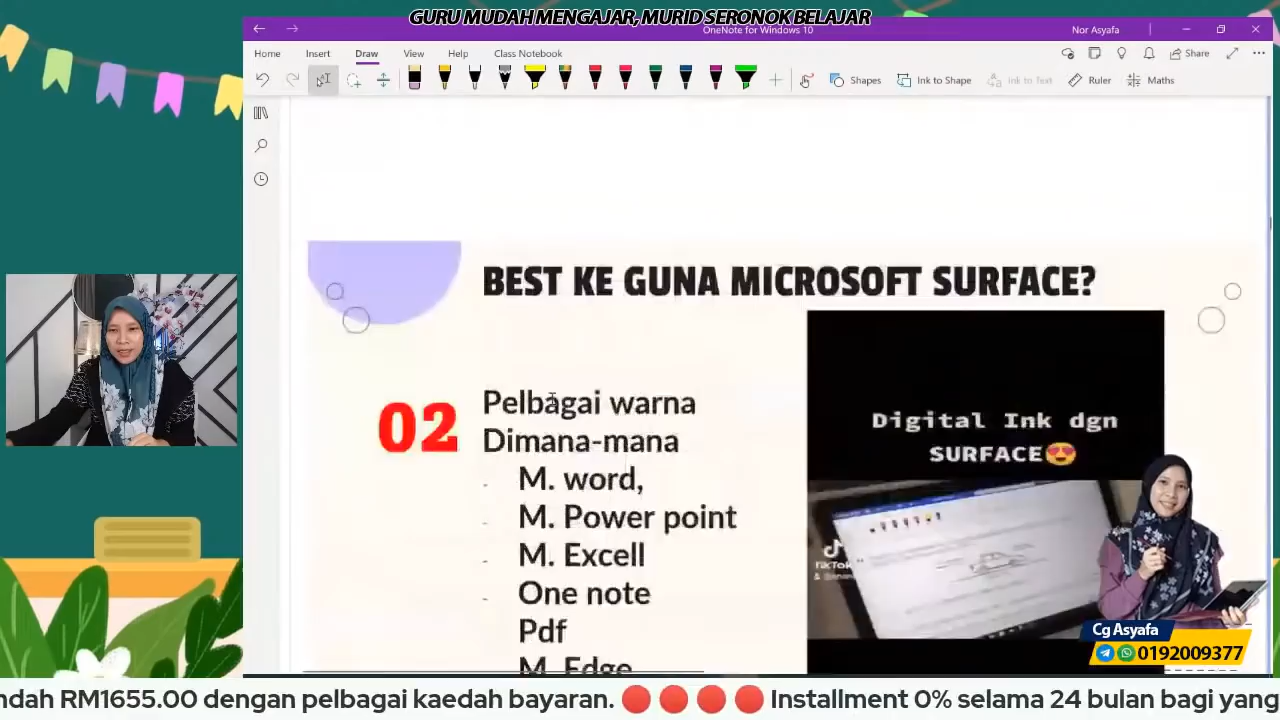 GURU MUDAH MENGAJAR, MURID SERONOK BELAJAR
OneNote for Windows 10
Nor Asyafa
Home Insert Draw View Help Class Notebook
Share
Shapes Ink to Shape Ink to Text Ruler Maths
BEST KE GUNA MICROSOFT SURFACE?
02
Pelbagai warna
Dimana-mana
- M. word,
- M. Power point
- M. Excell
- One note
Pdf
M. Edge
Digital Ink dgn
SURFACE😍
TikTok
Cg Asyafa
0192009377
ndah RM1655.00 dengan pelbagai kaedah bayaran. 🔴 🔴 🔴 🔴 Installment 0% selama 24 bulan bagi yang